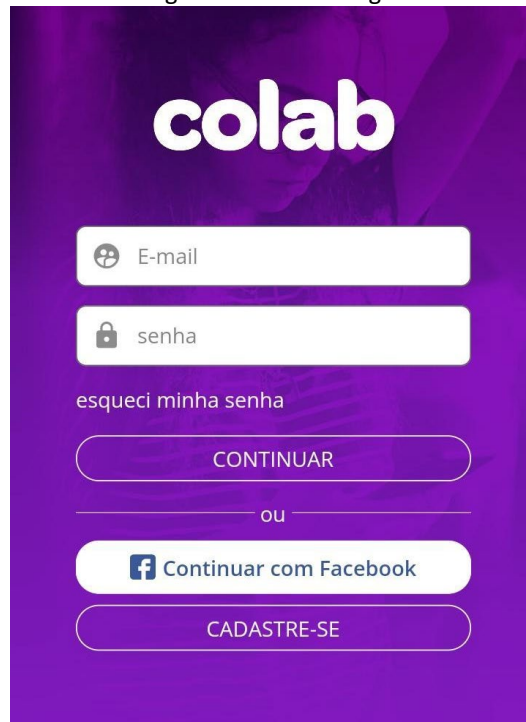 colab
E-mail
senha
esqueci minha senha
CONTINUAR
ou
Continuar com Facebook
CADASTRE-SE